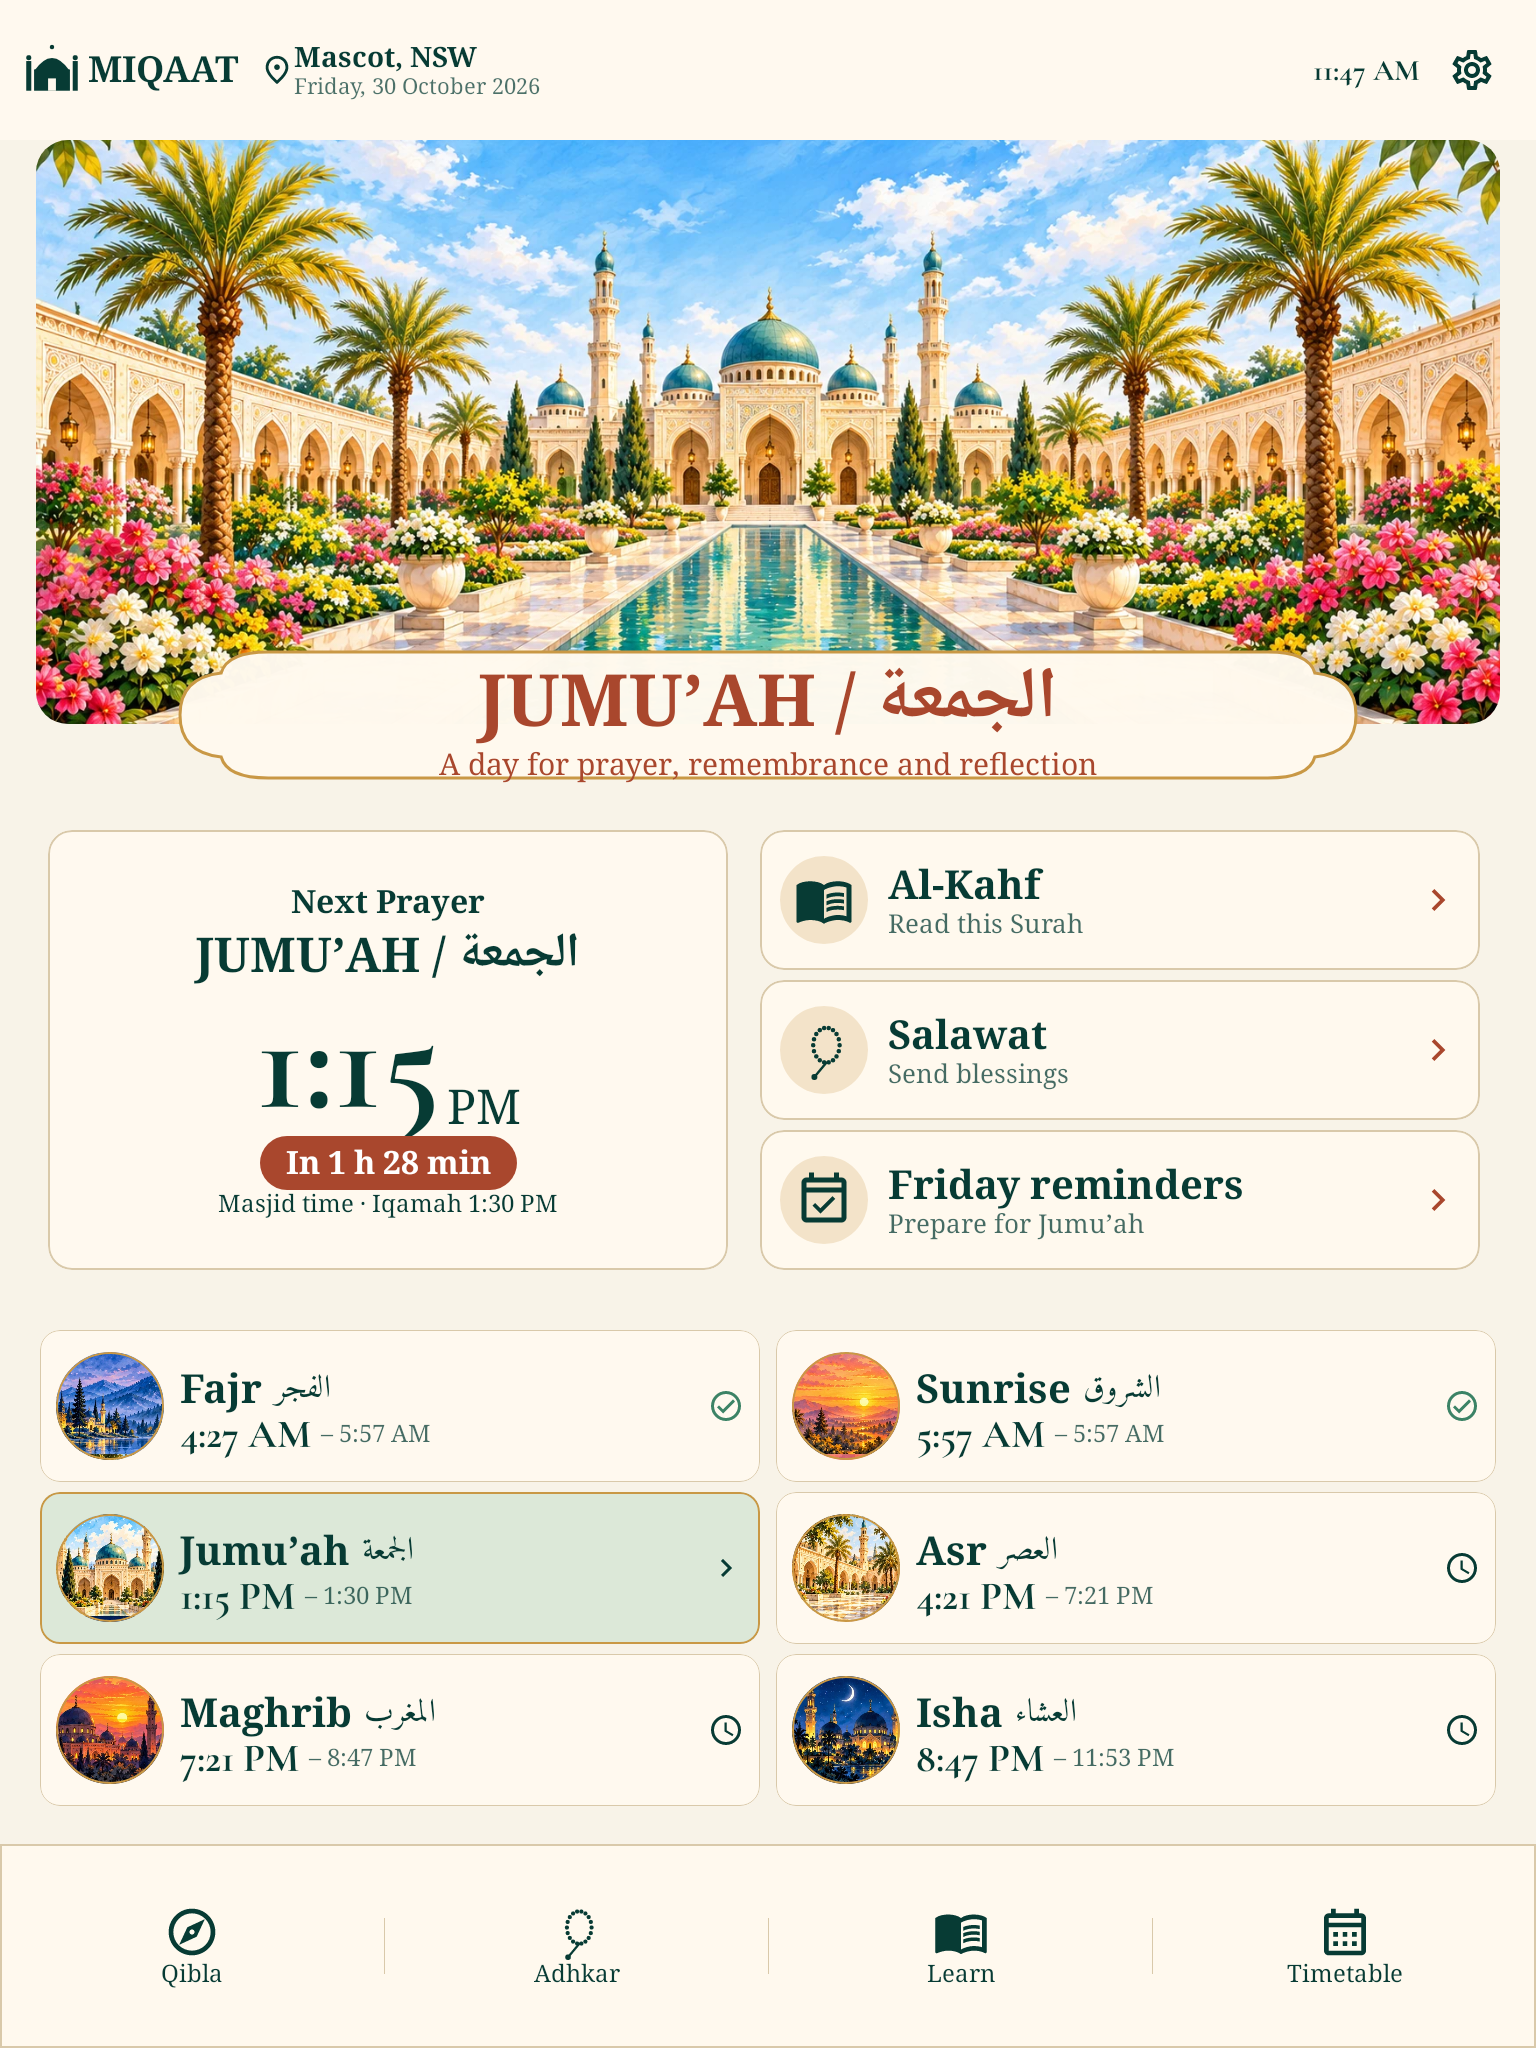 MIQAAT
Mascot, NSW
Friday, 30 October 2026
11:47 AM
JUMU’AH / الجمعة
A day for prayer, remembrance and reflection
Next Prayer
JUMU’AH / الجمعة
1:15 PM
In 1 h 28 min
Masjid time · Iqamah 1:30 PM
Al-Kahf
Read this Surah
Salawat
Send blessings
Friday reminders
Prepare for Jumu’ah
Fajr الفجر
4:27 AM – 5:57 AM
Sunrise الشروق
5:57 AM – 5:57 AM
Jumu’ah الجمعة
1:15 PM – 1:30 PM
Asr العصر
4:21 PM – 7:21 PM
Maghrib المغرب
7:21 PM – 8:47 PM
Isha العشاء
8:47 PM – 11:53 PM
Qibla
Adhkar
Learn
Timetable